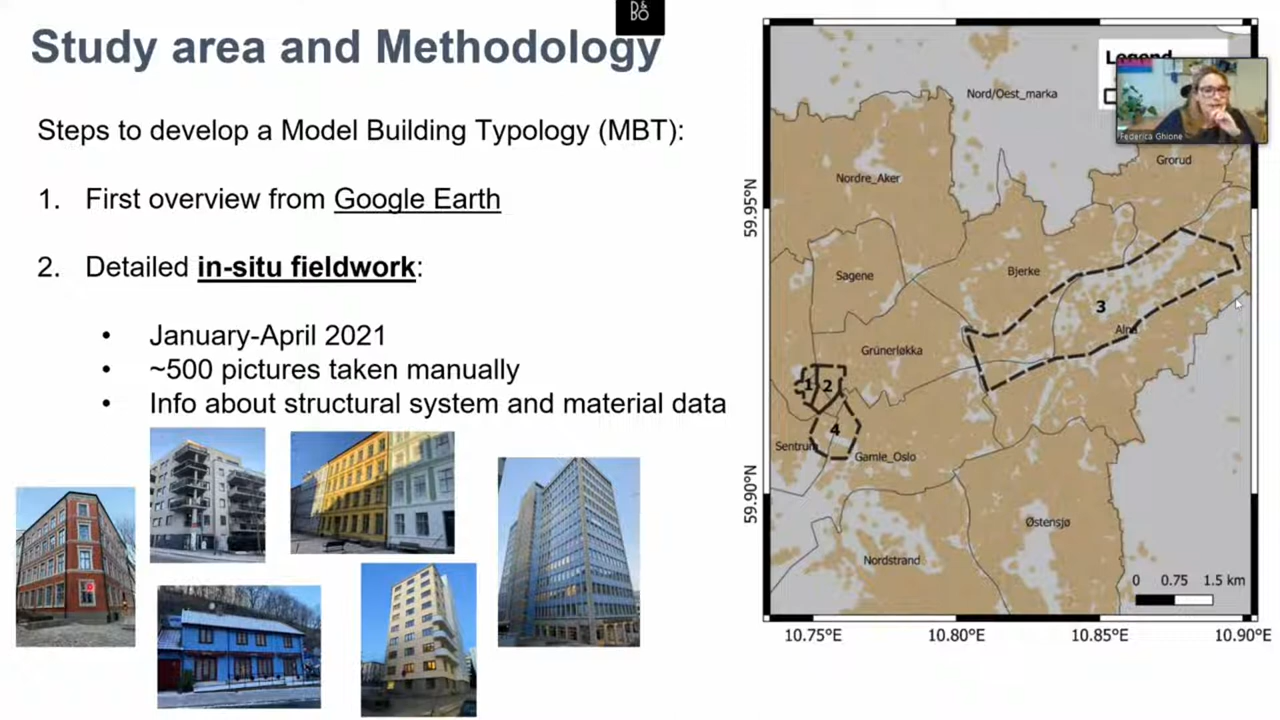 D&
BO
Study area and Methodology
Steps to develop a Model Building Typology (MBT):
1. First overview from Google Earth
2. Detailed in-situ fieldwork:
• January-April 2021
• ~500 pictures taken manually
• Info about structural system and material data
Legend
Federica Ghione
Nord/Oest_marka
Grorud
Nordre_Aker
59.95°N
Sagene
Bjerke
3
Alna
Grünerløkka
1
2
4
Sentrum
Gamle_Oslo
59.90°N
Østensjø
Nordstrand
0 0.75 1.5 km
10.75°E 10.80°E 10.85°E 10.90°E